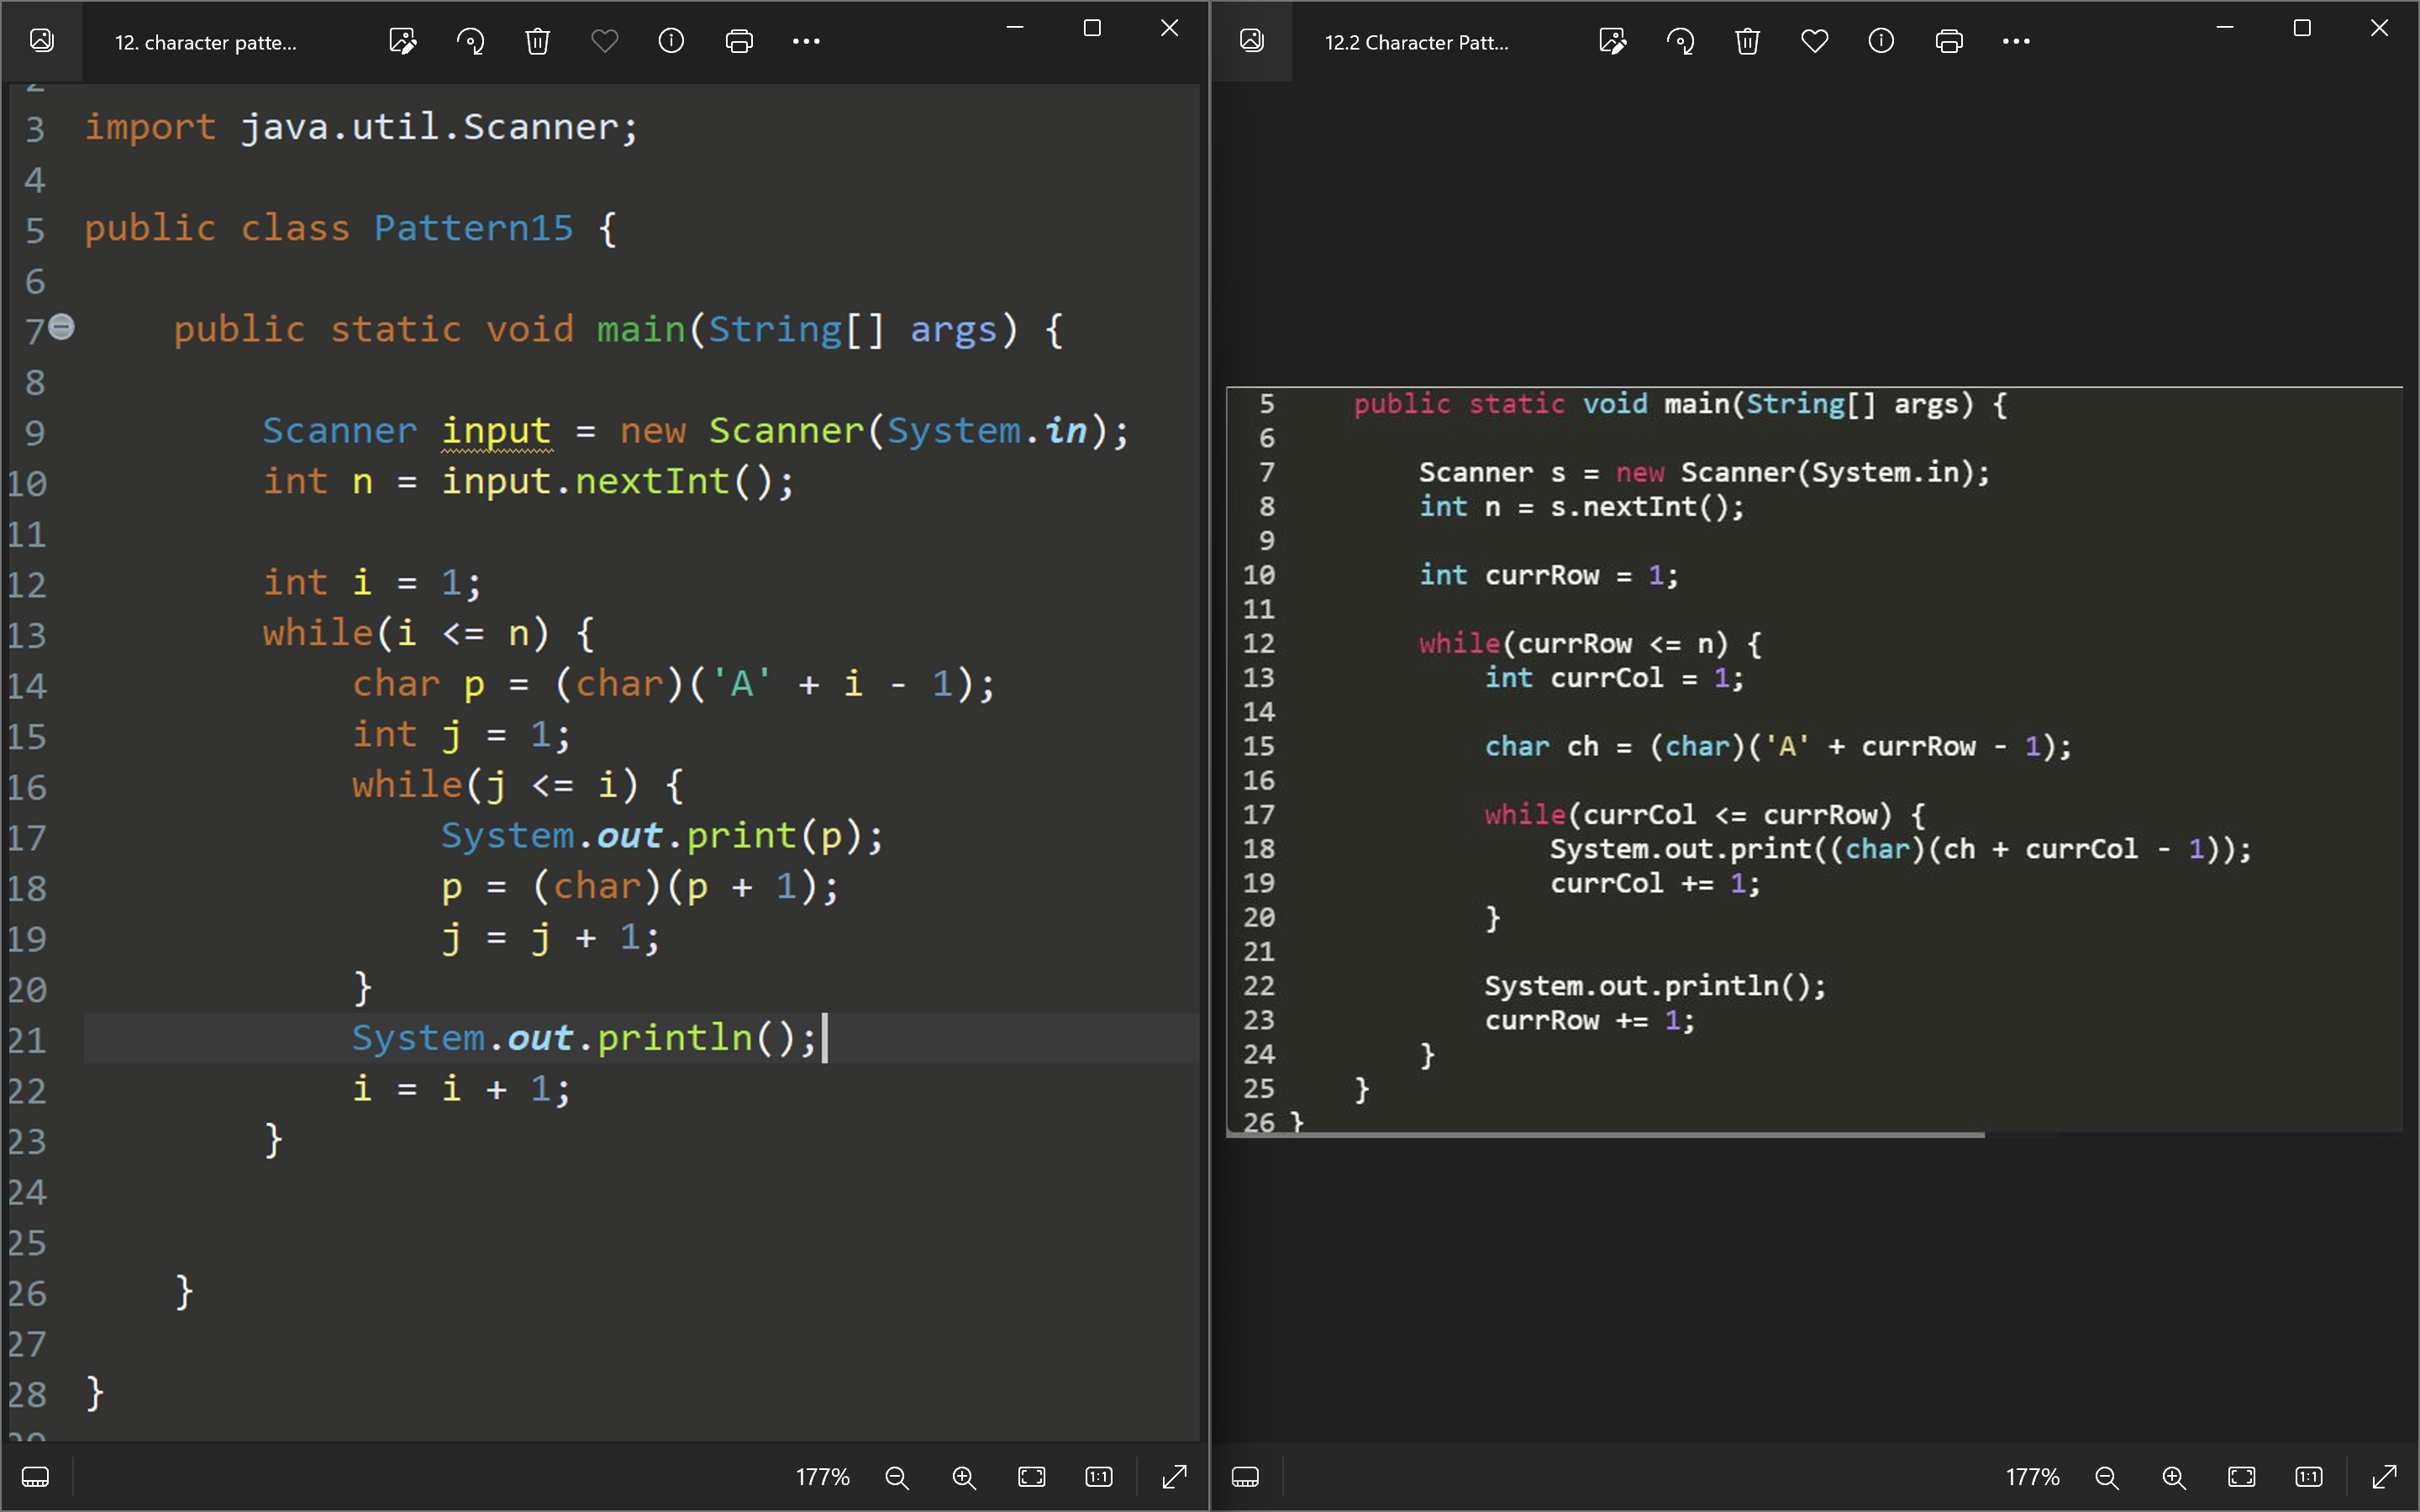 12. character patte...
2
3 import java.util.Scanner;
4
5 public class Pattern15 {
6
7 public static void main(String[] args) {
8
9 Scanner input = new Scanner(System.in);
10 int n = input.nextInt();
11
12 int i = 1;
13 while(i <= n) {
14 char p = (char)('A' + i - 1);
15 int j = 1;
16 while(j <= i) {
17 System.out.print(p);
18 p = (char)(p + 1);
19 j = j + 1;
20 }
21 System.out.println();
22 i = i + 1;
23 }
24
25
26 }
27
28 }
29
177%
1:1
12.2 Character Patt...
5 public static void main(String[] args) {
6
7 Scanner s = new Scanner(System.in);
8 int n = s.nextInt();
9
10 int currRow = 1;
11
12 while(currRow <= n) {
13 int currCol = 1;
14
15 char ch = (char)('A' + currRow - 1);
16
17 while(currCol <= currRow) {
18 System.out.print((char)(ch + currCol - 1));
19 currCol += 1;
20 }
21
22 System.out.println();
23 currRow += 1;
24 }
25 }
26 }
177%
1:1